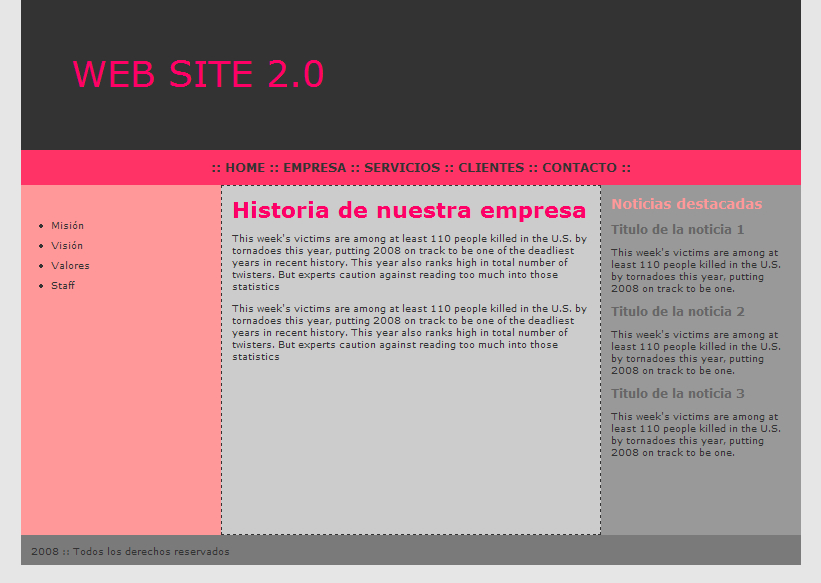 WEB SITE 2.0
:: HOME :: EMPRESA :: SERVICIOS :: CLIENTES :: CONTACTO ::
Misión
Visión
Valores
Staff
Historia de nuestra empresa
This week's victims are among at least 110 people killed in the U.S. by
tornadoes this year, putting 2008 on track to be one of the deadliest
years in recent history. This year also ranks high in total number of
twisters. But experts caution against reading too much into those
statistics
This week's victims are among at least 110 people killed in the U.S. by
tornadoes this year, putting 2008 on track to be one of the deadliest
years in recent history. This year also ranks high in total number of
twisters. But experts caution against reading too much into those
statistics
Noticias destacadas
Titulo de la noticia 1
This week's victims are among at
least 110 people killed in the U.S.
by tornadoes this year, putting
2008 on track to be one.
Titulo de la noticia 2
This week's victims are among at
least 110 people killed in the U.S.
by tornadoes this year, putting
2008 on track to be one.
Titulo de la noticia 3
This week's victims are among at
least 110 people killed in the U.S.
by tornadoes this year, putting
2008 on track to be one.
2008 :: Todos los derechos reservados